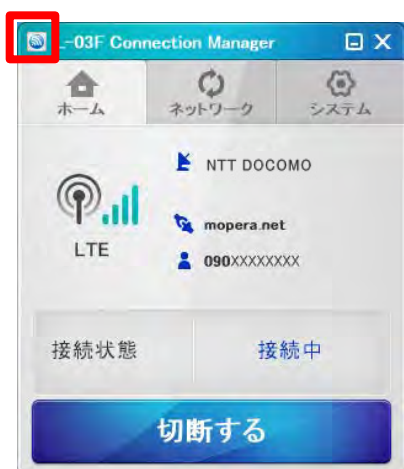 L-03F Connection Manager
ホーム
ネットワーク
システム
NTT DOCOMO
LTE
mopera.net
090XXXXXXXX
接続状態
接続中
切断する